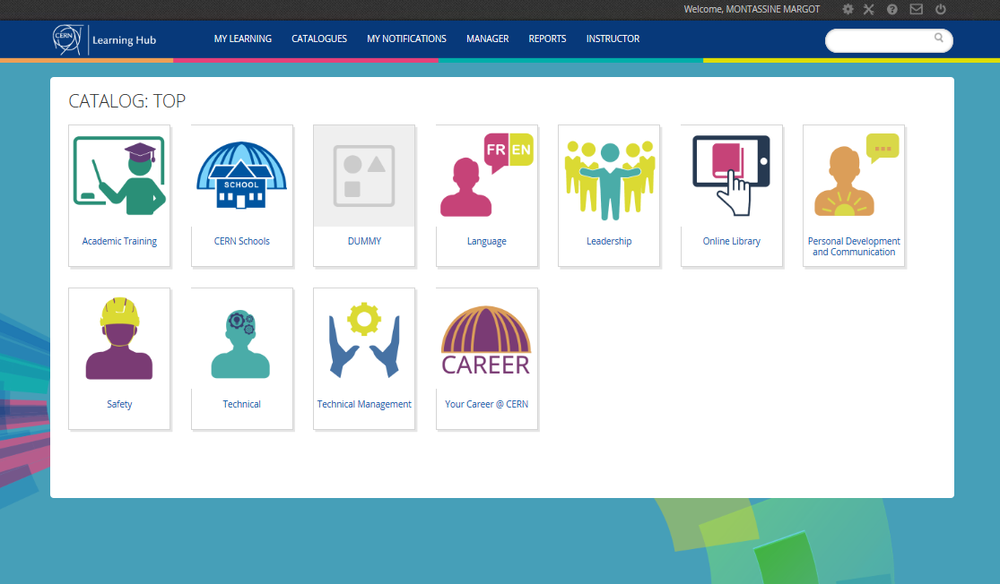 Welcome, MONTASSINE MARGOT
CERN
Learning Hub
MY LEARNING CATALOGUES MY NOTIFICATIONS MANAGER REPORTS INSTRUCTOR
CATALOG: TOP
SCHOOL
FR EN
Academic Training
CERN Schools
DUMMY
Language
Leadership
Online Library
Personal Development
and Communication
CAREER
Safety
Technical
Technical Management
Your Career @ CERN